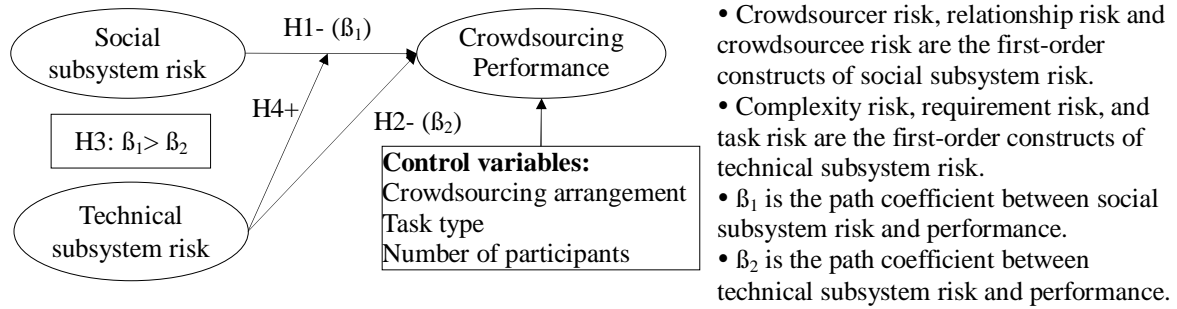 Social
subsystem risk
H1- (ß₁)
Crowdsourcing
Performance
H4+
H2- (ß₂)
H3: ß₁> ß₂
Technical
subsystem risk
Control variables:
Crowdsourcing arrangement
Task type
Number of participants
• Crowdsourcer risk, relationship risk and
crowdsourcee risk are the first-order
constructs of social subsystem risk.
• Complexity risk, requirement risk, and
task risk are the first-order constructs of
technical subsystem risk.
• ß₁ is the path coefficient between social
subsystem risk and performance.
• ß₂ is the path coefficient between
technical subsystem risk and performance.